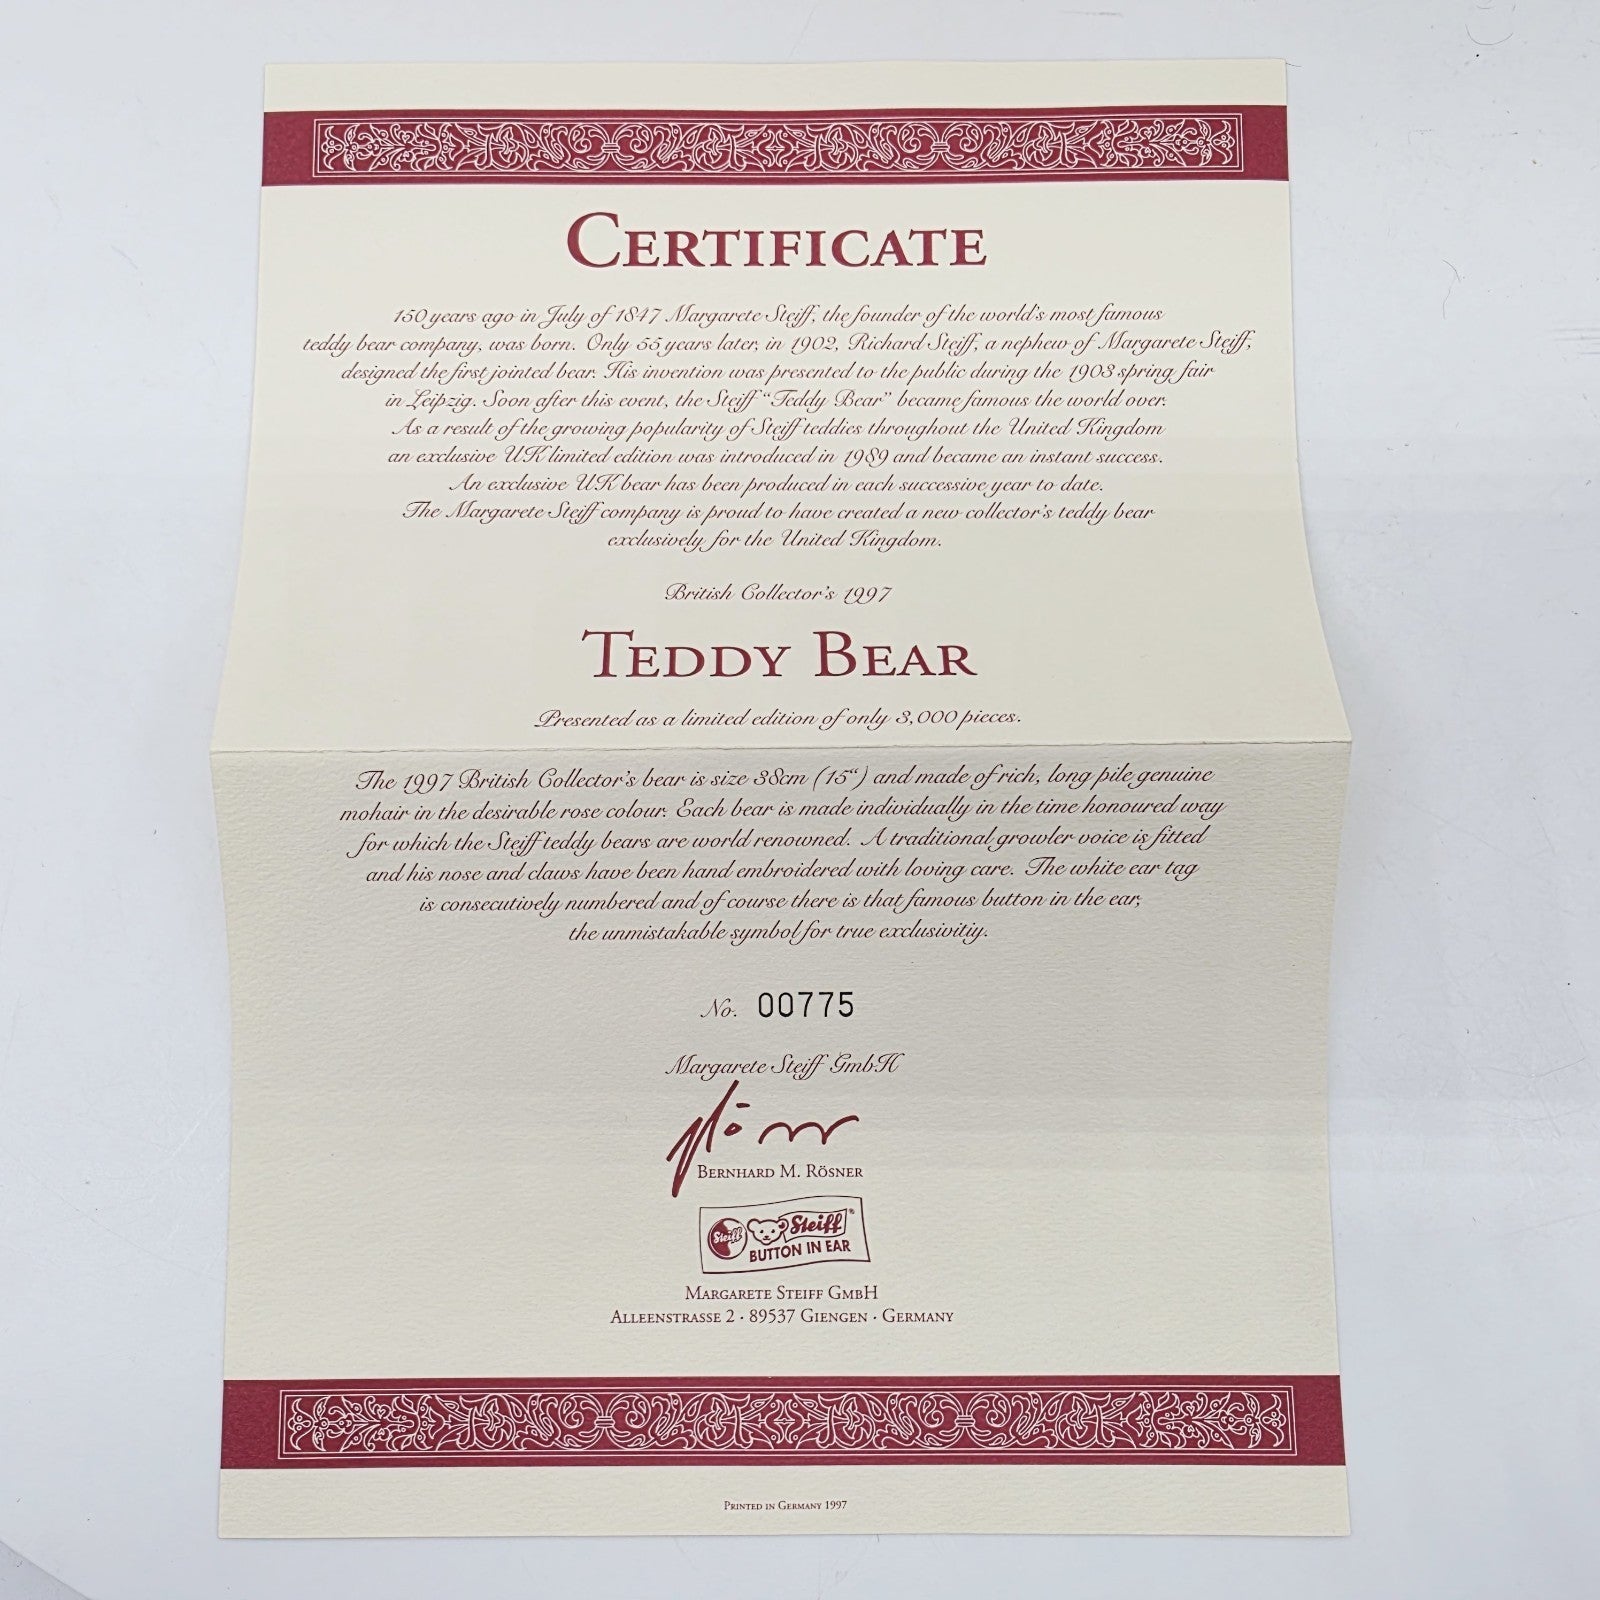 CERTIFICATE
150 years ago in July of 1847 Margarete Steiff, the founder of the world's most famous
teddy bear company, was born. Only 55 years later, in 1902, Richard Steiff, a nephew of Margarete Steiff,
designed the first jointed bear. His invention was presented to the public during the 1903 spring fair
in Leipzig. Soon after this event, the Steiff "Teddy Bear" became famous the world over.
As a result of the growing popularity of Steiff teddies throughout the United Kingdom
an exclusive UK limited edition was introduced in 1989 and became an instant success.
An exclusive UK bear has been produced in each successive year to date.
The Margarete Steiff company is proud to have created a new collector's teddy bear
exclusively for the United Kingdom.
British Collector's 1997
TEDDY BEAR
Presented as a limited edition of only 3,000 pieces.
The 1997 British Collector's bear is size 38cm (15“) and made of rich, long pile genuine
mohair in the desirable rose colour. Each bear is made individually in the time honoured way
for which the Steiff teddy bears are world renowned. A traditional growler voice is fitted
and his nose and claws have been hand embroidered with loving care. The white ear tag
is consecutively numbered and of course there is that famous button in the ear,
the unmistakable symbol for true exclusivitiy.
No. 00775
Margarete Steiff GmbH
BERNHARD M. RÖSNER
Steiff Steiff®
BUTTON IN EAR
MARGARETE STEIFF GMBH
ALLEENSTRASSE 2 · 89537 GIENGEN · GERMANY
PRINTED IN GERMANY 1997